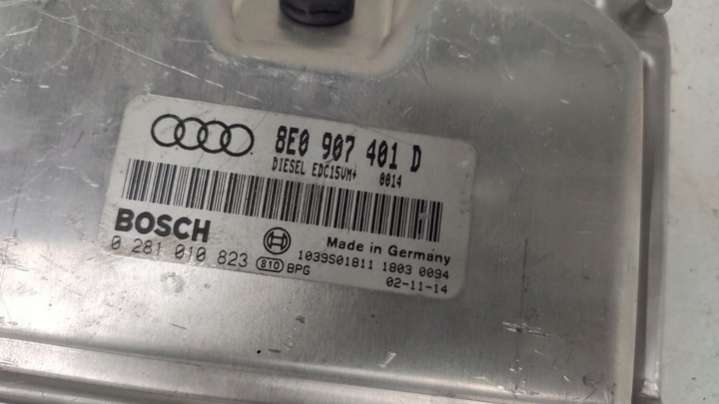 8E0 907 401 D
DIESEL EDC15VM+ 0014
BOSCH
Made in Germany
0 281 010 823 810 BPG
1039S01811 1803 0094
02-11-14